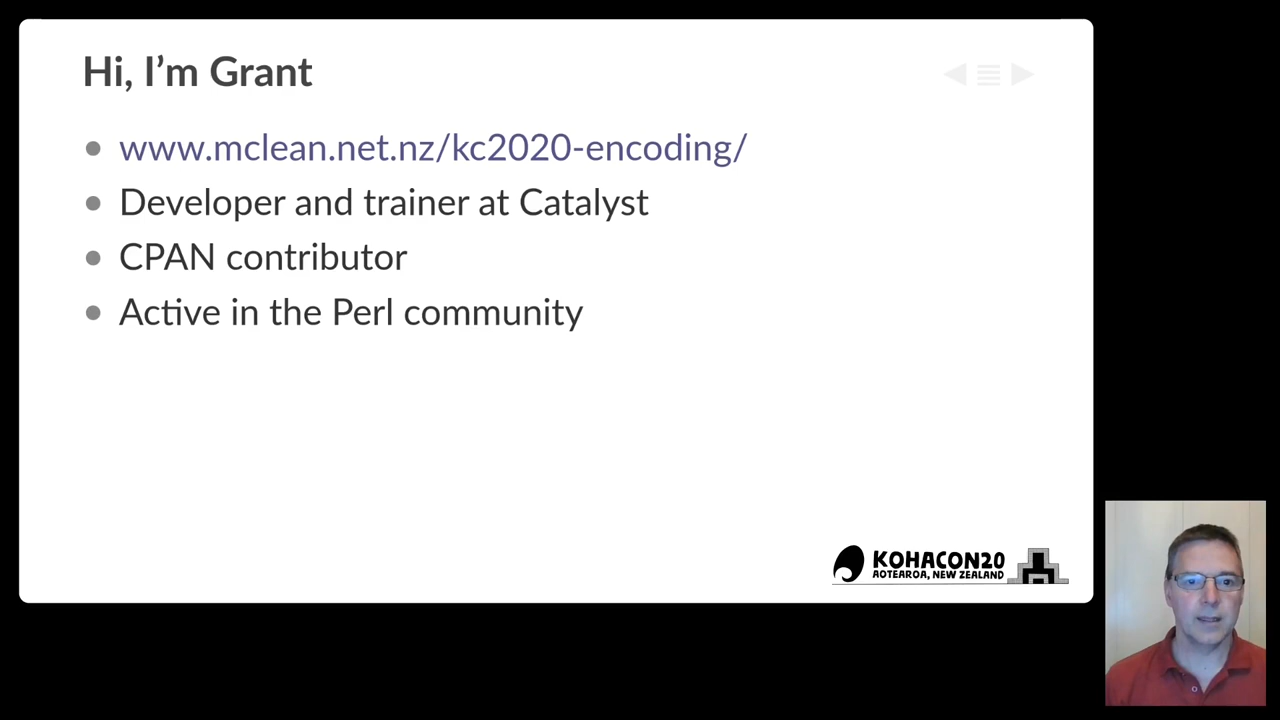 Hi, I’m Grant
www.mclean.net.nz/kc2020-encoding/
Developer and trainer at Catalyst
CPAN contributor
Active in the Perl community
KOHACON20
AOTEAROA, NEW ZEALAND